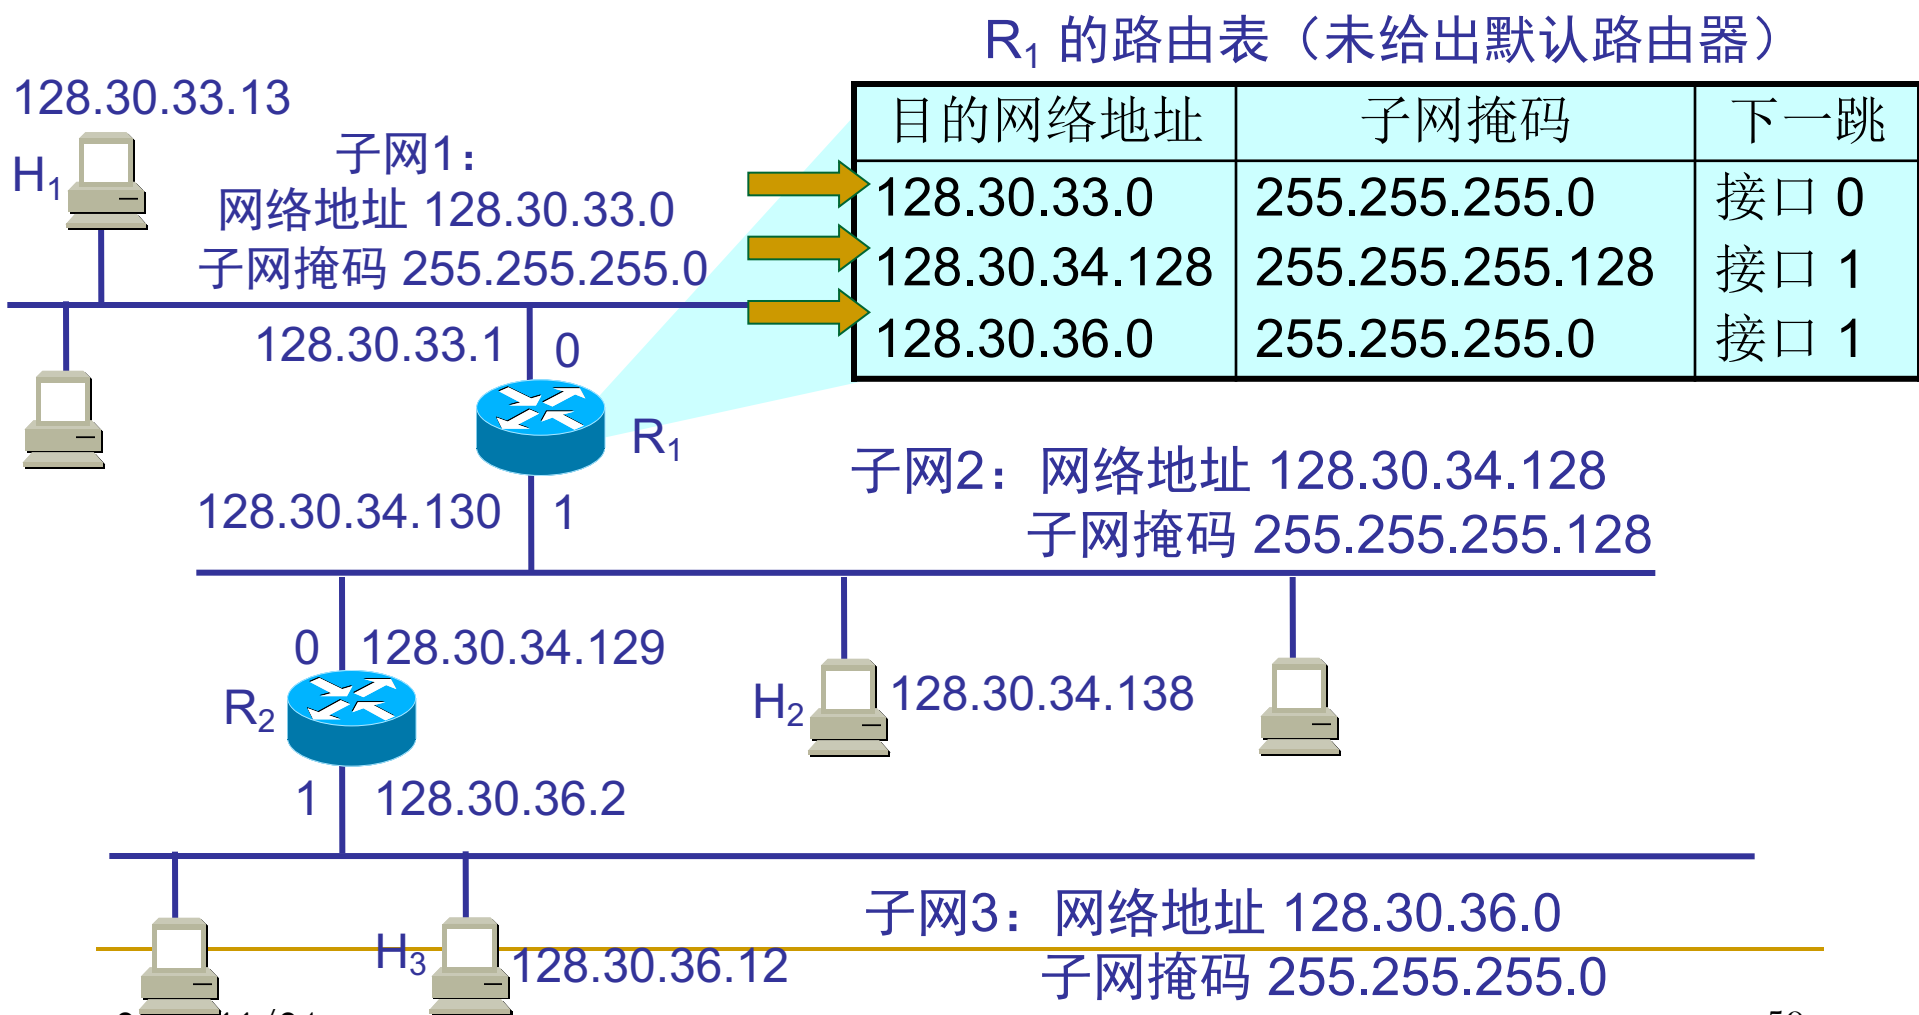 R1 的路由表（未给出默认路由器）
目的网络地址 子网掩码 下一跳
128.30.33.0 255.255.255.0 接口 0
128.30.34.128 255.255.255.128 接口 1
128.30.36.0 255.255.255.0 接口 1
128.30.33.13
H1
子网1：
网络地址 128.30.33.0
子网掩码 255.255.255.0
128.30.33.1 0
R1
128.30.34.130 1
子网2：网络地址 128.30.34.128
子网掩码 255.255.255.128
0 128.30.34.129
R2
H2 128.30.34.138
1 128.30.36.2
子网3：网络地址 128.30.36.0
子网掩码 255.255.255.0
H3 128.30.36.12